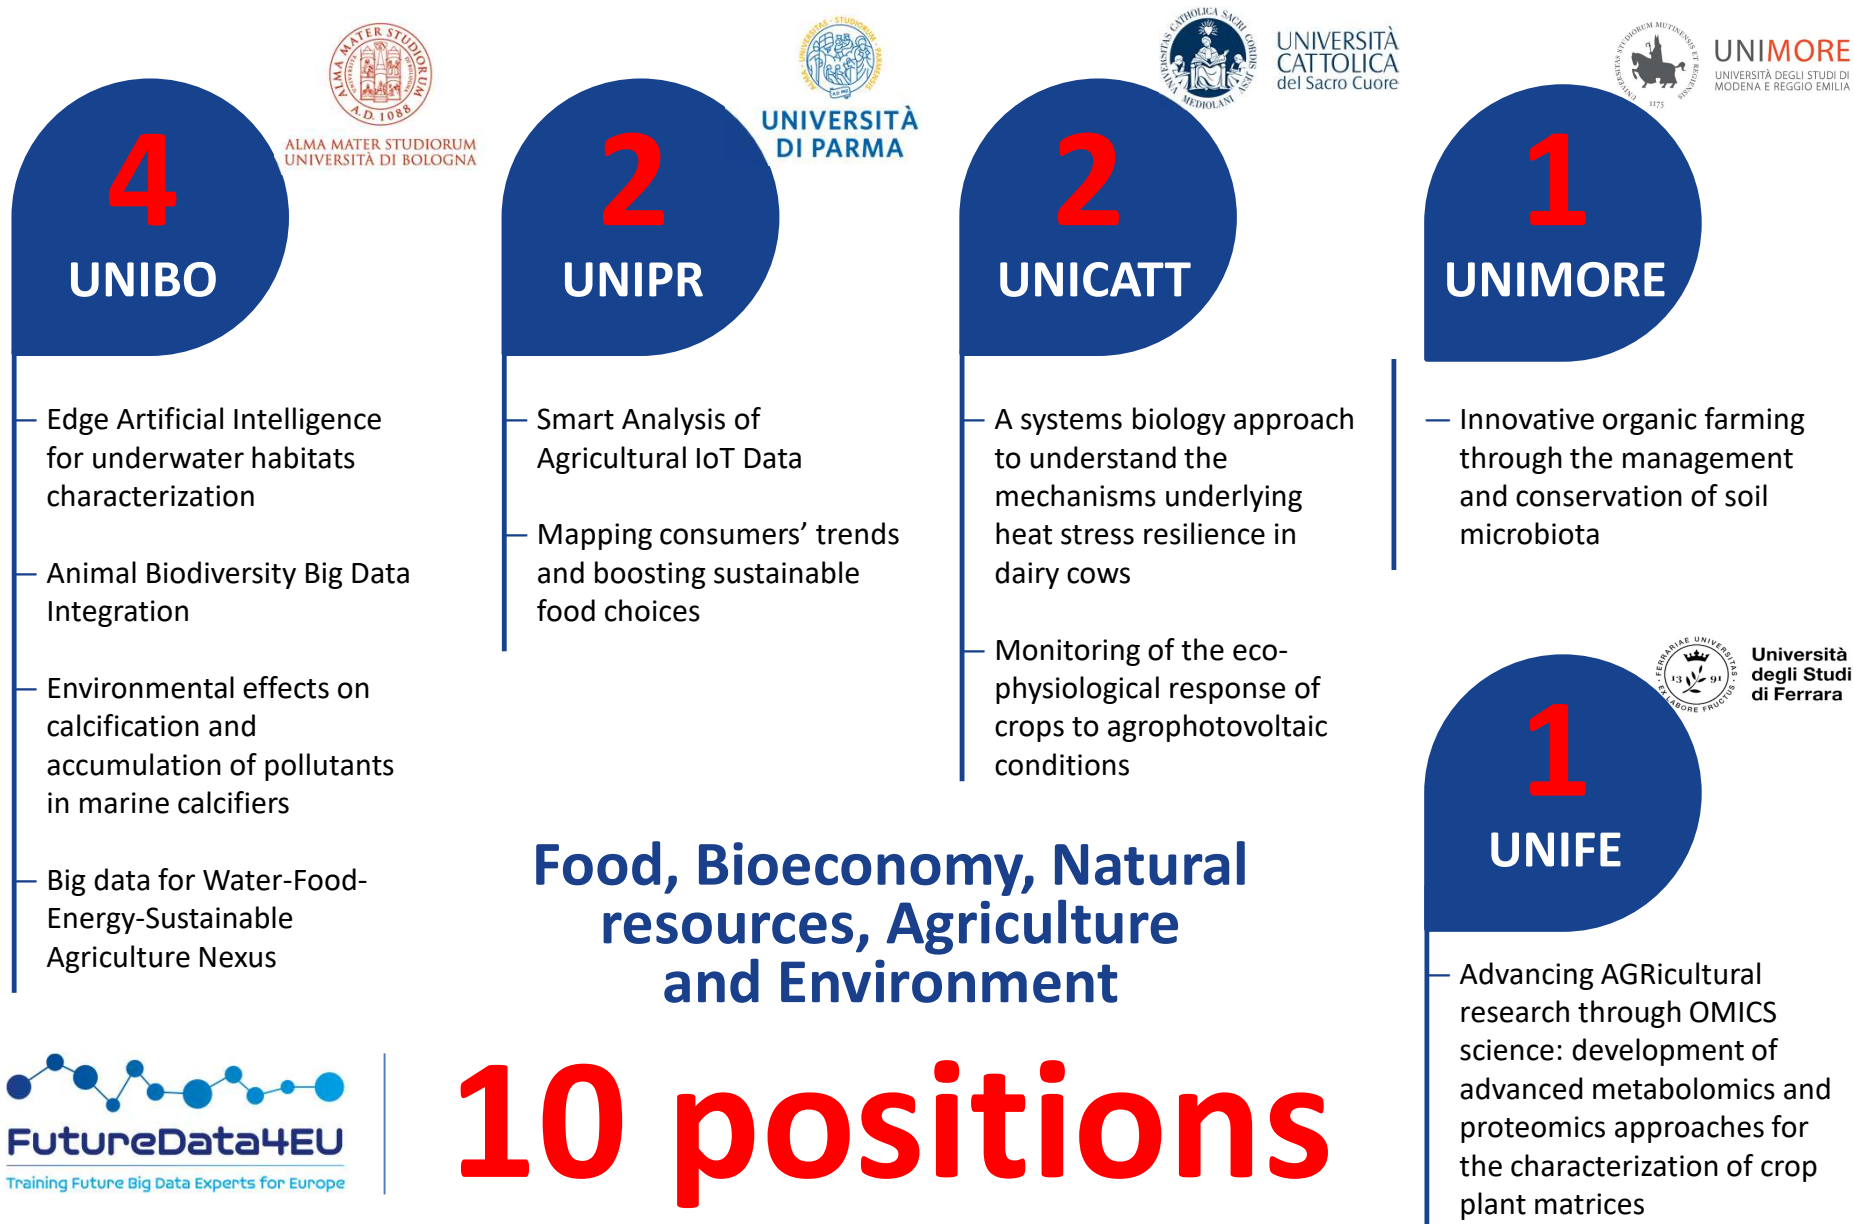 ALMA MATER STUDIORUM
A.D. 1088
ALMA MATER STUDIORUM
UNIVERSITÀ DI BOLOGNA
4
UNIBO
Edge Artificial Intelligence
for underwater habitats
characterization
Animal Biodiversity Big Data
Integration
Environmental effects on
calcification and
accumulation of pollutants
in marine calcifiers
Big data for Water-Food-
Energy-Sustainable
Agriculture Nexus
UNIVERSITÀ
DI PARMA
2
UNIPR
Smart Analysis of
Agricultural IoT Data
Mapping consumers’ trends
and boosting sustainable
food choices
UNIVERSITÀ
CATTOLICA
del Sacro Cuore
2
UNICATT
A systems biology approach
to understand the
mechanisms underlying
heat stress resilience in
dairy cows
Monitoring of the eco-
physiological response of
crops to agrophotovoltaic
conditions
1175
UNIMORE
UNIVERSITÀ DEGLI STUDI DI
MODENA E REGGIO EMILIA
1
UNIMORE
Innovative organic farming
through the management
and conservation of soil
microbiota
FERRARIAE UNIVERSITAS
EX LABORE FRUCTUS
13 91
Università
degli Studi
di Ferrara
1
UNIFE
Advancing AGRicultural
research through OMICS
science: development of
advanced metabolomics and
proteomics approaches for
the characterization of crop
plant matrices
Food, Bioeconomy, Natural
resources, Agriculture
and Environment
10 positions
FutureData4EU
Training Future Big Data Experts for Europe